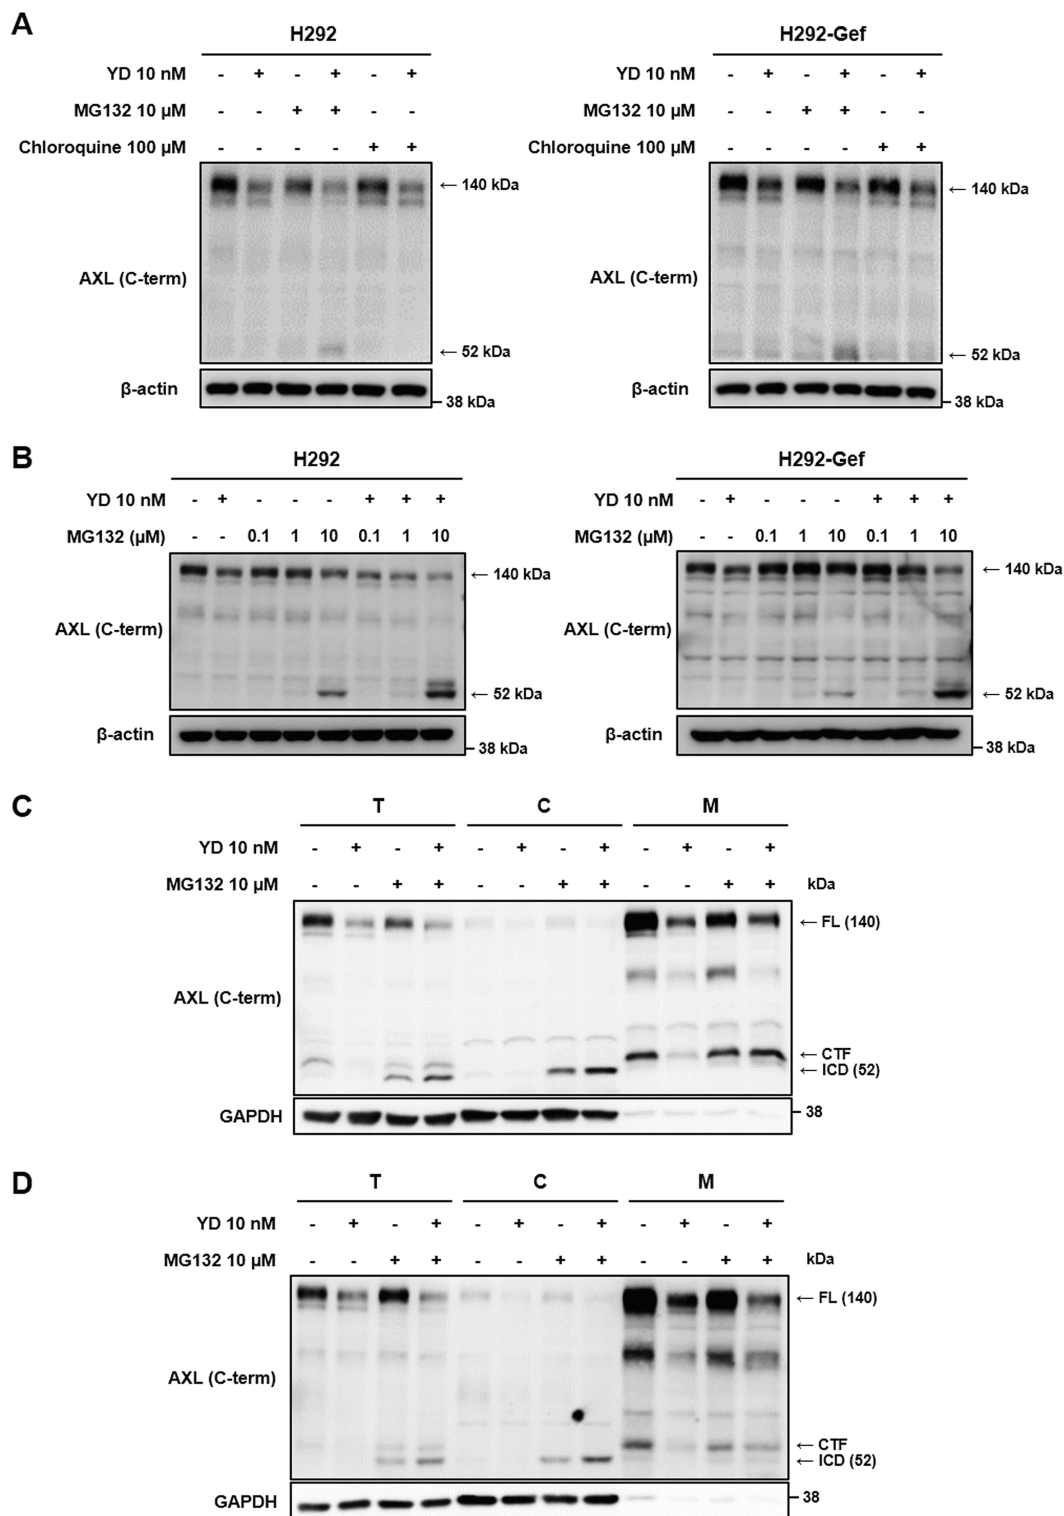 A
H292
H292-Gef
YD 10 nM - + - + - + - + - + - +
MG132 10 µM - - + + - - MG132 10 µM - - + + - -
Chloroquine 100 µM - - - - + + Chloroquine 100 µM - - - - + +
AXL (C-term) ← 140 kDa ← 52 kDa
AXL (C-term) ← 140 kDa ← 52 kDa
β-actin 38 kDa
β-actin 38 kDa
B
H292
H292-Gef
YD 10 nM - + - - - + + +
YD 10 nM - + - - - + + +
MG132 (µM) - - 0.1 1 10 0.1 1 10
MG132 (µM) - - 0.1 1 10 0.1 1 10
AXL (C-term) ← 140 kDa ← 52 kDa
AXL (C-term) ← 140 kDa ← 52 kDa
β-actin 38 kDa
β-actin 38 kDa
C
T C M
YD 10 nM - + - + - + - + - + - +
MG132 10 µM - - + + - - + + - - + + kDa
← FL (140)
AXL (C-term)
← CTF
← ICD (52)
GAPDH 38
D
T C M
YD 10 nM - + - + - + - + - + - +
MG132 10 µM - - + + - - + + - - + + kDa
← FL (140)
AXL (C-term)
← CTF
← ICD (52)
GAPDH 38